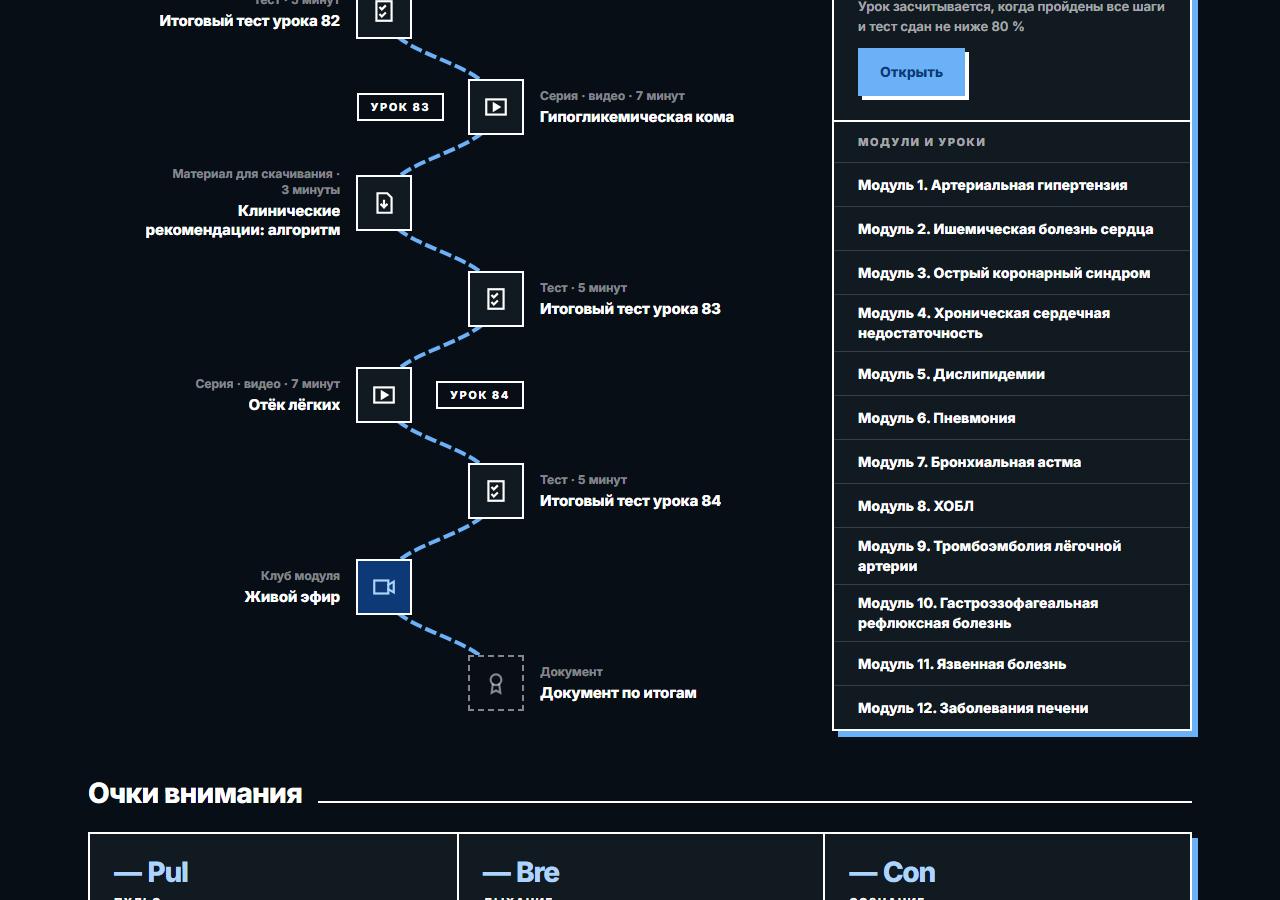 Тест · 5 минут
Итоговый тест урока 82
УРОК 83
Серия · видео · 7 минут
Гипогликемическая кома
Материал для скачивания ·
3 минуты
Клинические
рекомендации: алгоритм
Тест · 5 минут
Итоговый тест урока 83
Серия · видео · 7 минут
Отёк лёгких
УРОК 84
Тест · 5 минут
Итоговый тест урока 84
Клуб модуля
Живой эфир
Документ
Документ по итогам
Урок засчитывается, когда пройдены все шаги
и тест сдан не ниже 80 %
Открыть
МОДУЛИ И УРОКИ
Модуль 1. Артериальная гипертензия
Модуль 2. Ишемическая болезнь сердца
Модуль 3. Острый коронарный синдром
Модуль 4. Хроническая сердечная
недостаточность
Модуль 5. Дислипидемии
Модуль 6. Пневмония
Модуль 7. Бронхиальная астма
Модуль 8. ХОБЛ
Модуль 9. Тромбоэмболия лёгочной
артерии
Модуль 10. Гастроэзофагеальная
рефлюксная болезнь
Модуль 11. Язвенная болезнь
Модуль 12. Заболевания печени
Очки внимания
— Pul
— Bre
— Con